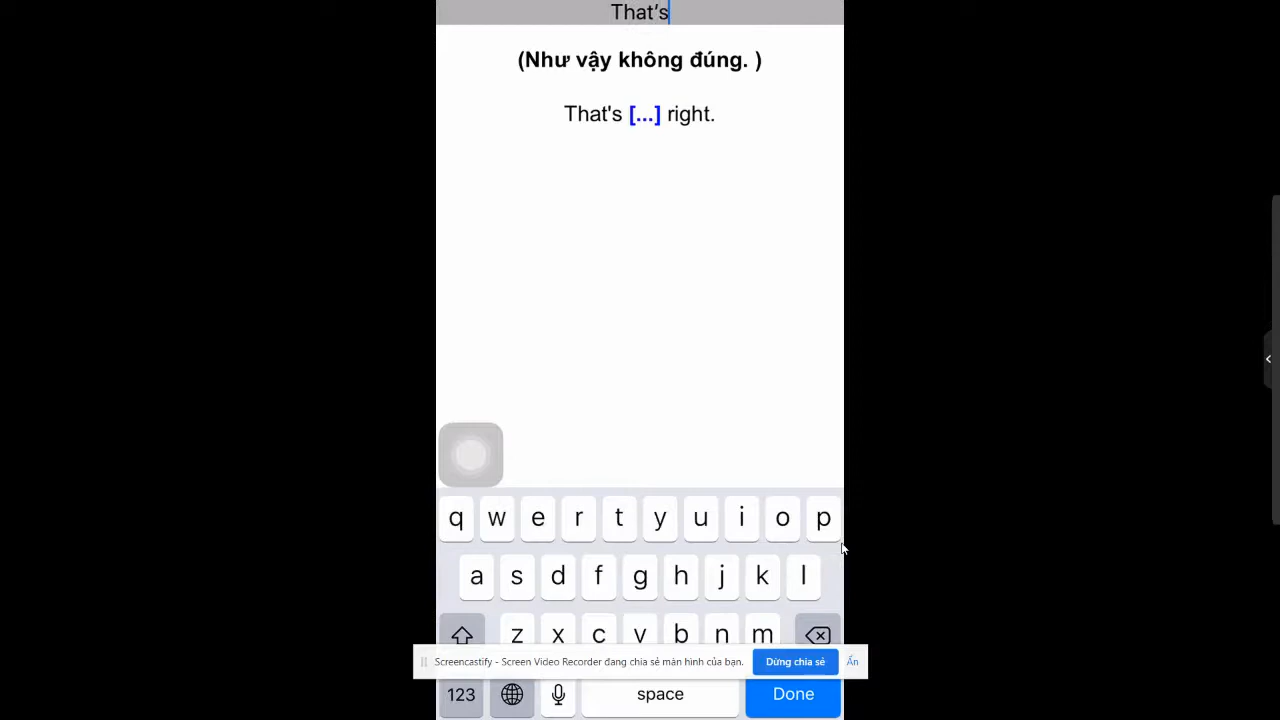 That’s
(Như vậy không đúng. )
That's [...] right.
q w e r t y u i o p
a s d f g h j k l
z x c v b n m
Screencastify - Screen Video Recorder đang chia sẻ màn hình của bạn. Dừng chia sẻ Ẩn
123 space Done